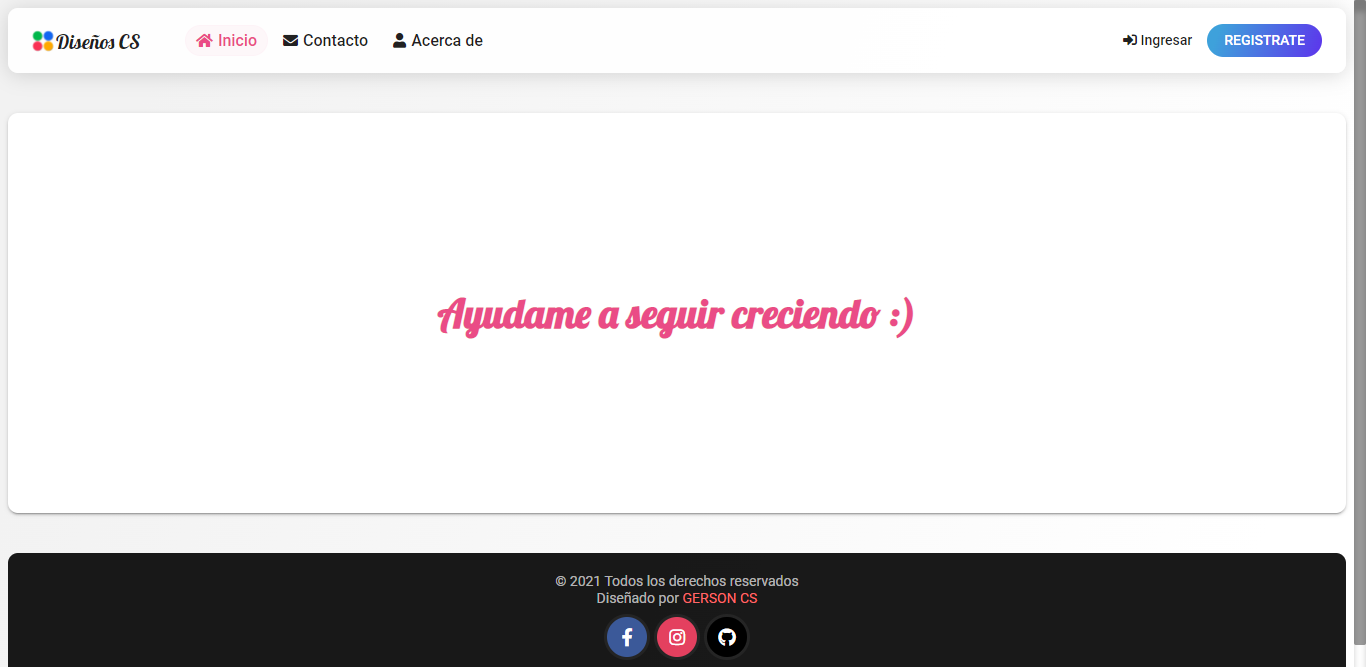 Diseños CS
Inicio
Contacto
Acerca de
Ingresar
REGISTRATE
Ayudame a seguir creciendo :)
© 2021 Todos los derechos reservados
Diseñado por GERSON CS